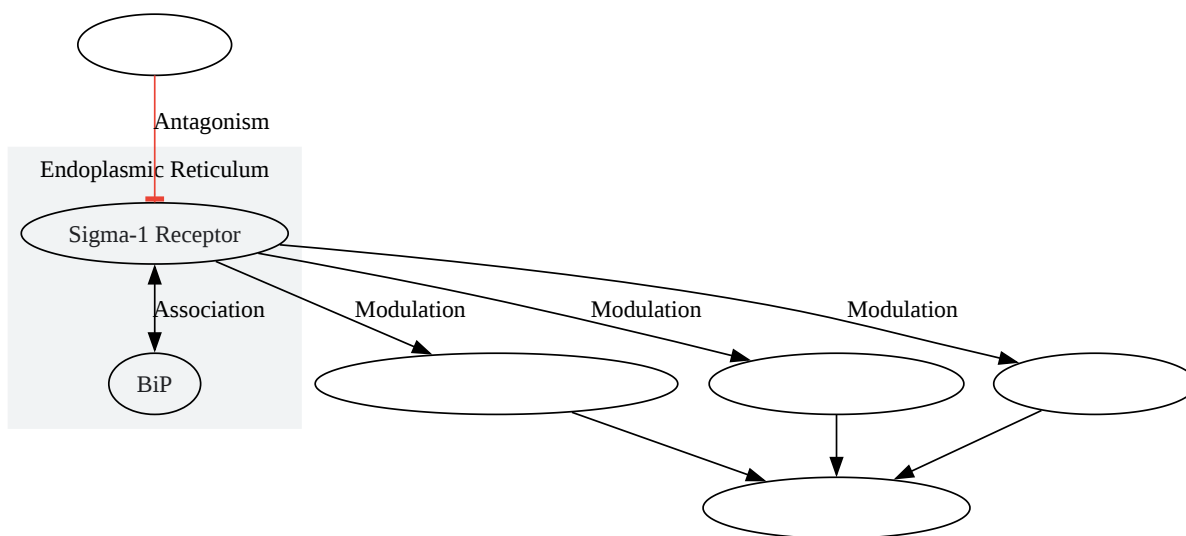 Antagonism
Endoplasmic Reticulum
Sigma-1 Receptor
Association
Modulation
Modulation
Modulation
BiP